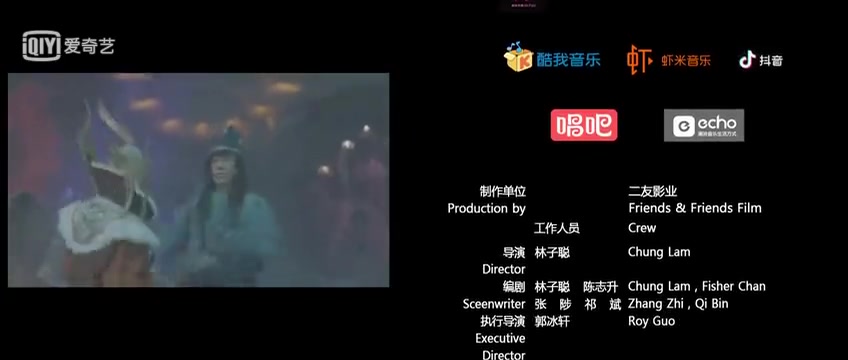 iQIYI 爱奇艺
酷我音乐 虾 虾米音乐 抖音
唱吧 echo
制作单位 二友影业
Production by Friends & Friends Film
工作人员 Crew
导演 林子聪 Chung Lam
Director
编剧 林子聪 陈志升 Chung Lam , Fisher Chan
Sceenwriter 张 陟 祁 斌 Zhang Zhi , Qi Bin
执行导演 郭冰轩 Roy Guo
Executive
Director